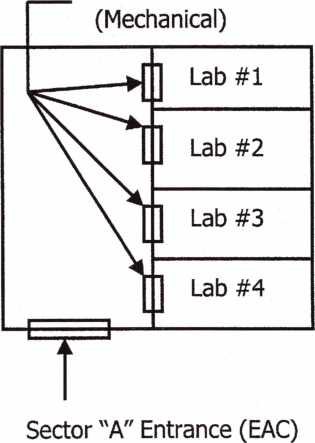 (Mechanical)
Lab #1
Lab #2
Lab #3
Lab #4
Sector “A” Entrance (EAC)